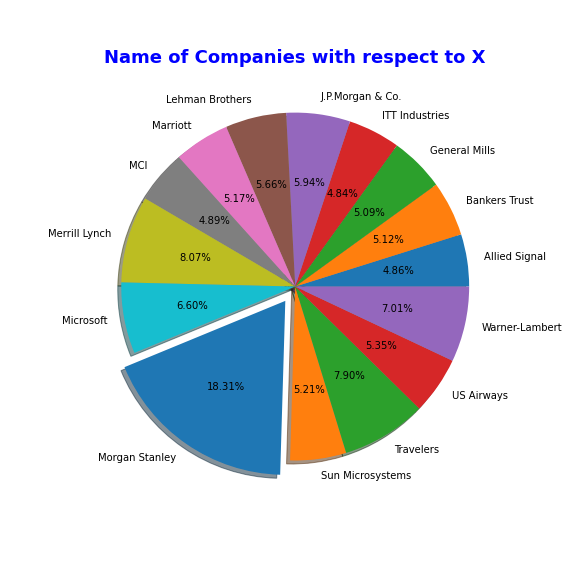 Name of Companies with respect to X
J.P.Morgan & Co.
Lehman Brothers
ITT Industries
Marriott
General Mills
MCI
Bankers Trust
Merrill Lynch
Allied Signal
Microsoft
Warner-Lambert
US Airways
Morgan Stanley
Travelers
Sun Microsystems
5.94%
5.66%
4.84%
5.17%
5.09%
4.89%
5.12%
8.07%
4.86%
6.60%
7.01%
5.35%
7.90%
18.31%
5.21%